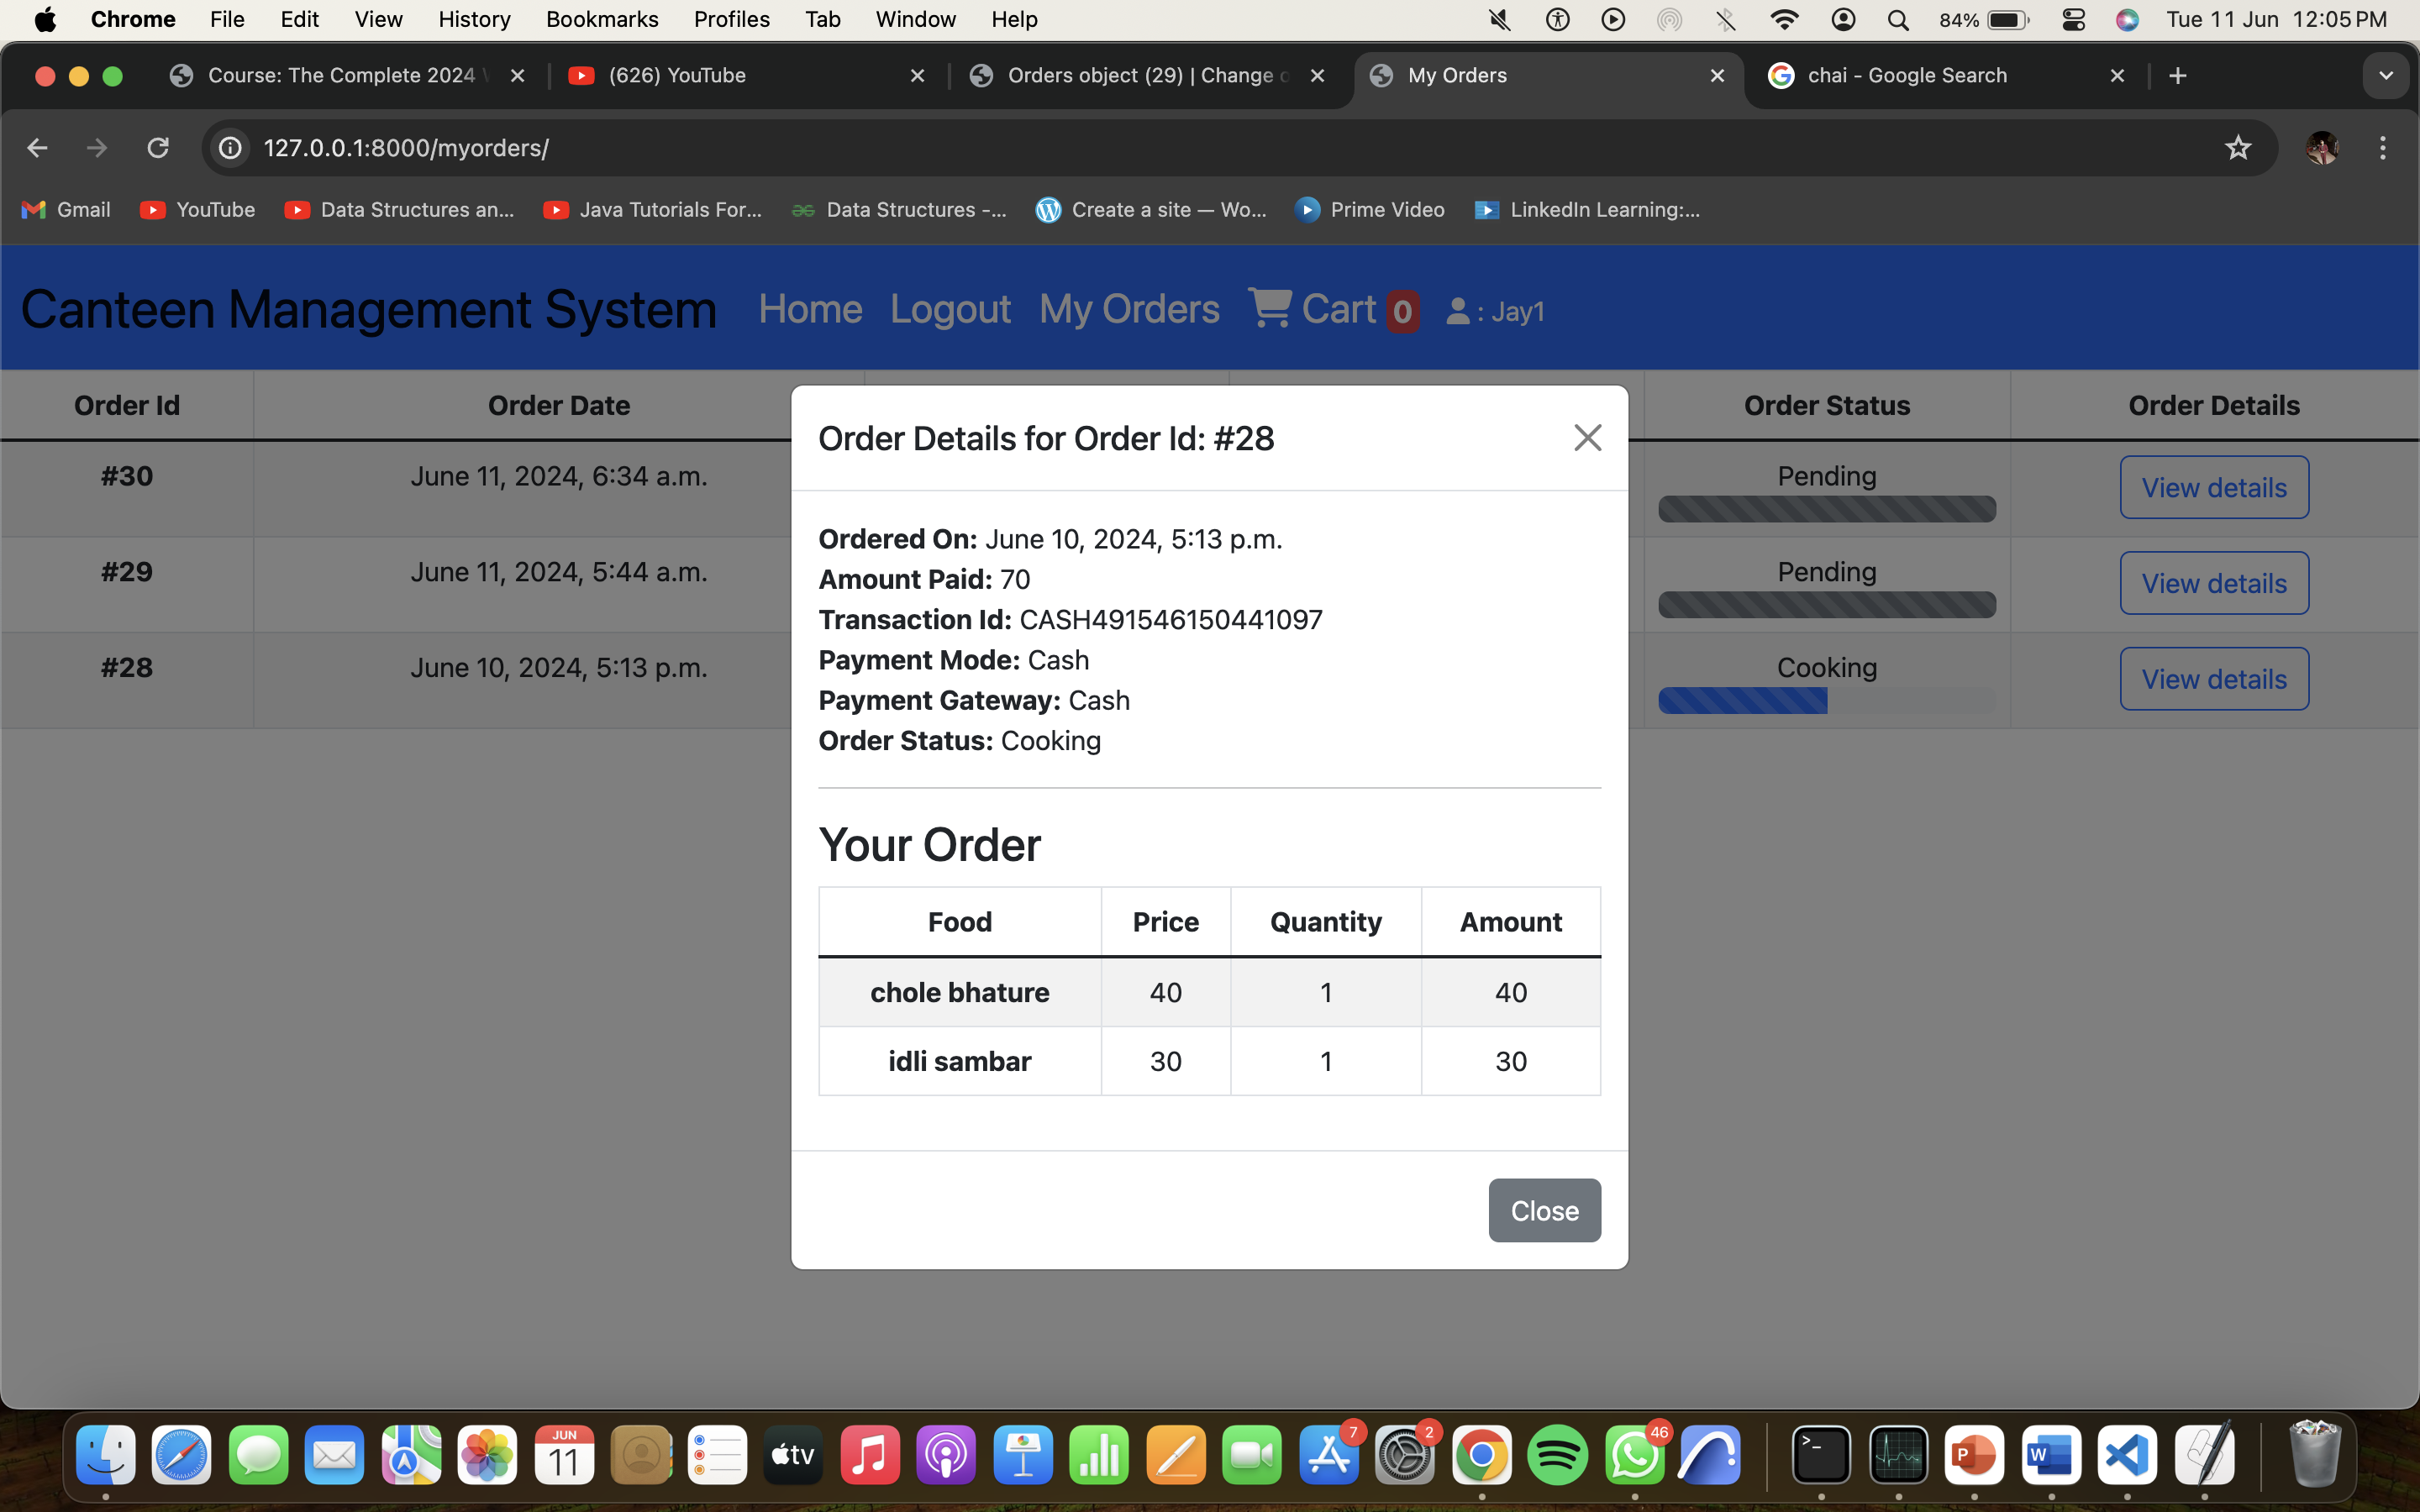 Chrome File Edit View History Bookmarks Profiles Tab Window Help 84% Tue 11 Jun 12:05 PM
Course: The Complete 2024 (626) YouTube Orders object (29) | Change My Orders chai - Google Search
127.0.0.1:8000/myorders/
Gmail YouTube Data Structures an... Java Tutorials For... Data Structures -... Create a site — Wo... Prime Video LinkedIn Learning:...
Canteen Management System Home Logout My Orders Cart 0 : Jay1
Order Id Order Date Order Status Order Details
#30 June 11, 2024, 6:34 a.m. Pending View details
#29 June 11, 2024, 5:44 a.m. Pending View details
#28 June 10, 2024, 5:13 p.m. Cooking View details
Order Details for Order Id: #28
Ordered On: June 10, 2024, 5:13 p.m.
Amount Paid: 70
Transaction Id: CASH491546150441097
Payment Mode: Cash
Payment Gateway: Cash
Order Status: Cooking
Your Order
Food Price Quantity Amount
chole bhature 40 1 40
idli sambar 30 1 30
Close
JUN
11
tv
7
2
46
P
W